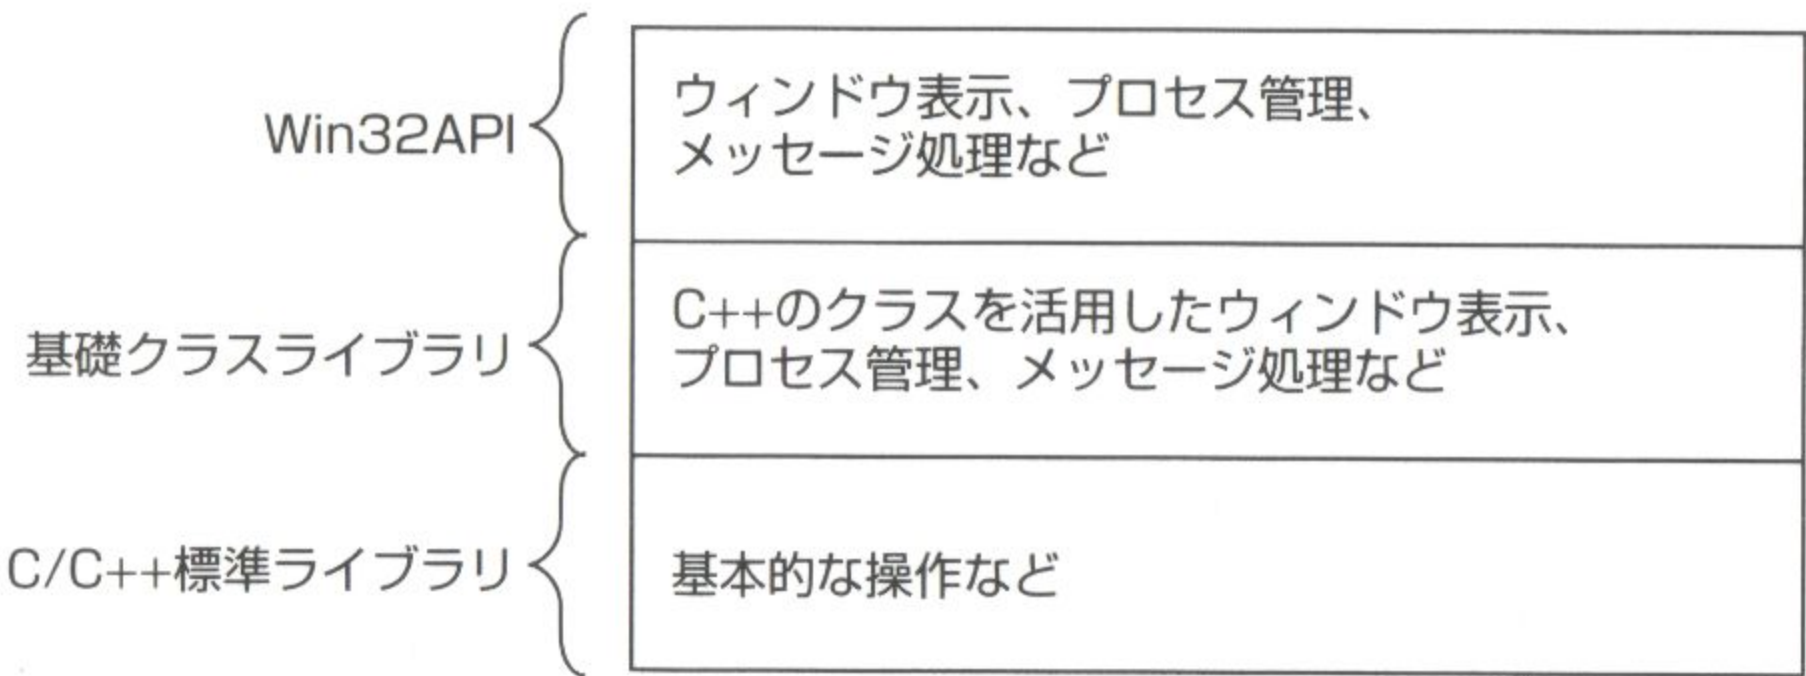 Win32API
ウィンドウ表示、プロセス管理、
メッセージ処理など
基礎クラスライブラリ
C++のクラスを活用したウィンドウ表示、
プロセス管理、メッセージ処理など
C/C++標準ライブラリ
基本的な操作など